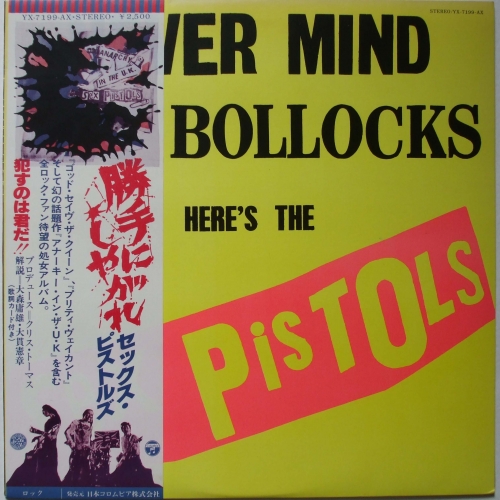 YX-7199-AX・STEREO・¥2,500
ANARCHY
IN THE U.K.
SEX PISTOLS
勝手にしやがれ
セックス・
ピストルズ
『ゴッド・セイヴ・ザ・クイーン』、『プリティ・ヴェイカント』
そして幻の話題作『アナーキー・イン・ザ・U.K』を含む
全ロック・ファン待望の処女アルバム。
犯すのは君だ!!
プロデュース=クリス・トーマス
解説=大森庸雄・大貫憲章
(歌詞カード付き)
ロック
発売元 日本コロムビア株式会社
STEREO/YX-7199-AX
VER MIND
BOLLOCKS
HERE'S THE
PiSTOLS